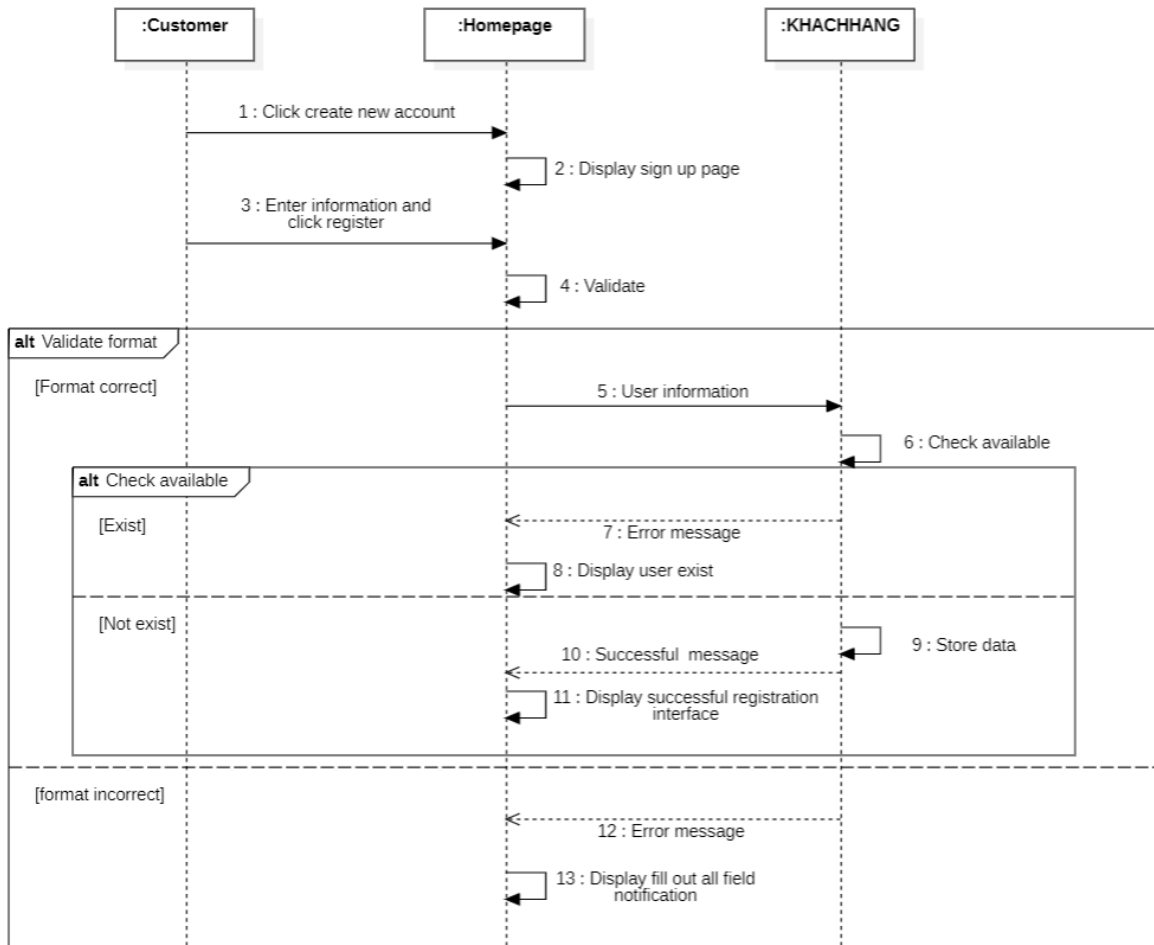 :Customer
:Homepage
:KHACHHANG
1 : Click create new account
2 : Display sign up page
3 : Enter information and
click register
4 : Validate
alt Validate format
[Format correct]
5 : User information
6 : Check available
alt Check available
[Exist]
7 : Error message
8 : Display user exist
[Not exist]
9 : Store data
10 : Successful  message
11 : Display successful registration
interface
[format incorrect]
12 : Error message
13 : Display fill out all field
notification